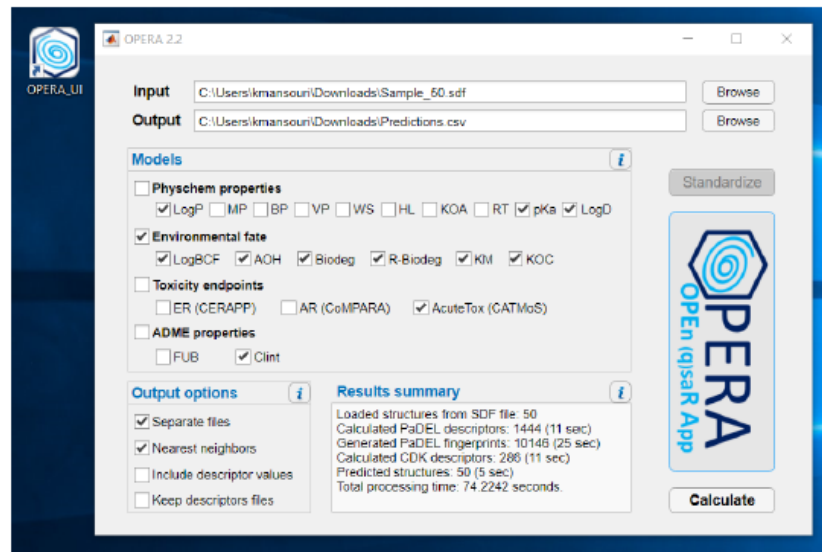 OPERA 2.2
OPERA_UI
Input C:\Users\kmansouri\Downloads\Sample_50.sdf Browse
Output C:\Users\kmansouri\Downloads\Predictions.csv Browse
Models i
Standardize
Physchem properties
LogP MP BP VP WS HL KOA RT pKa LogD
Environmental fate
LogBCF AOH Biodeg R-Biodeg KM KOC
Toxicity endpoints
ER (CERAPP) AR (CoMPARA) AcuteTox (CATMoS)
ADME properties
FUB Clint
OPERA
OPEn (q)saR App
Output options i
Separate files
Nearest neighbors
Include descriptor values
Keep descriptors files
Results summary i
Loaded structures from SDF file: 50
Calculated PaDEL descriptors: 1444 (11 sec)
Generated PaDEL fingerprints: 10146 (25 sec)
Calculated CDK descriptors: 286 (11 sec)
Predicted structures: 50 (5 sec)
Total processing time: 74.2242 seconds.
Calculate